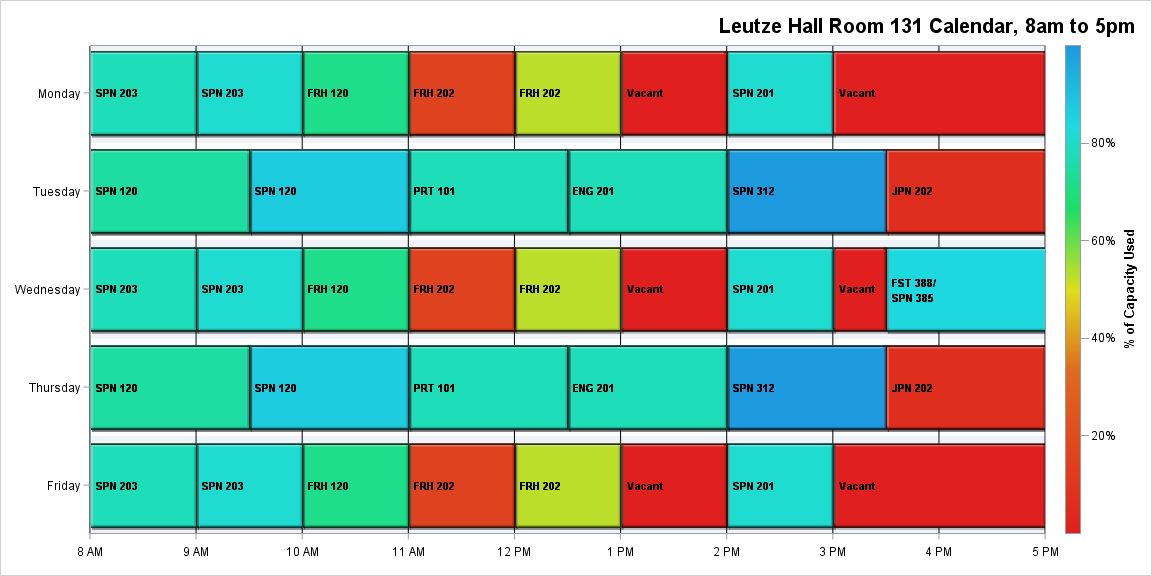 Leutze Hall Room 131 Calendar, 8am to 5pm
Monday
SPN 203
SPN 203
FRH 120
FRH 202
FRH 202
Vacant
SPN 201
Vacant
Tuesday
SPN 120
SPN 120
PRT 101
ENG 201
SPN 312
JPN 202
Wednesday
SPN 203
SPN 203
FRH 120
FRH 202
FRH 202
Vacant
SPN 201
Vacant
FST 388/
SPN 385
Thursday
SPN 120
SPN 120
PRT 101
ENG 201
SPN 312
JPN 202
Friday
SPN 203
SPN 203
FRH 120
FRH 202
FRH 202
Vacant
SPN 201
Vacant
8 AM
9 AM
10 AM
11 AM
12 PM
1 PM
2 PM
3 PM
4 PM
5 PM
80%
60%
40%
20%
% of Capacity Used